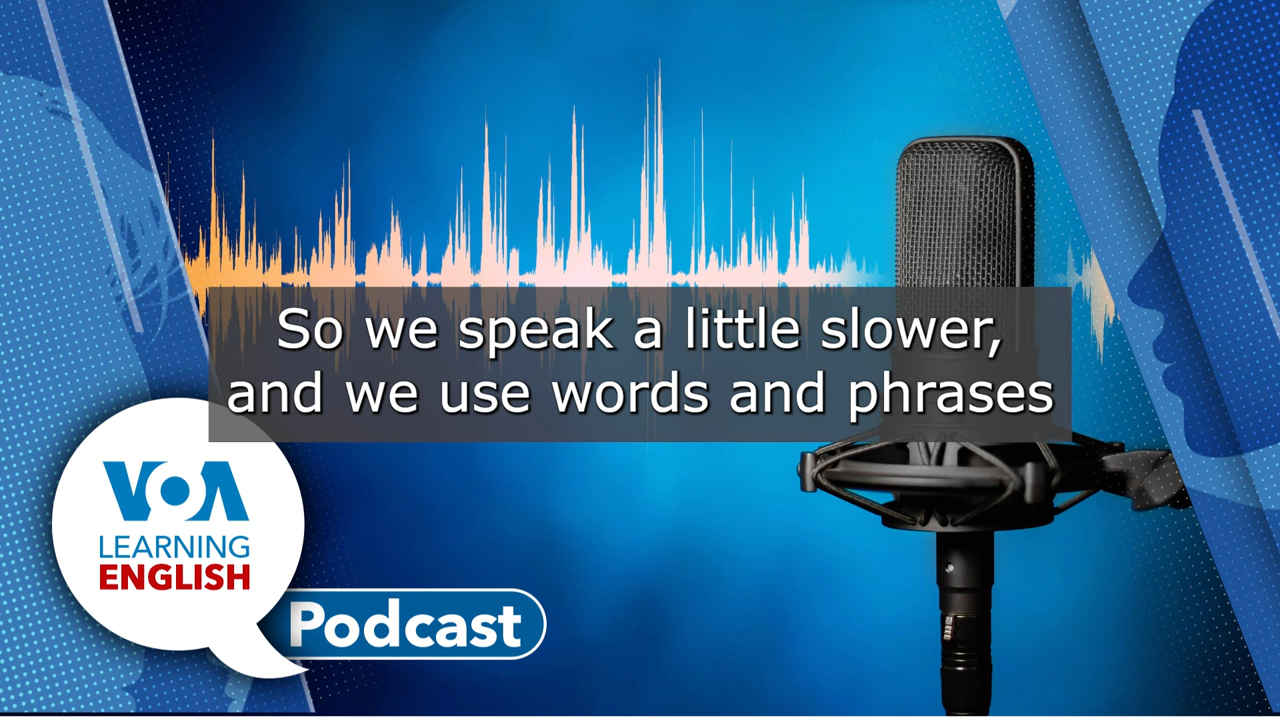 So we speak a little slower,
and we use words and phrases
VOA
LEARNING
ENGLISH
Podcast